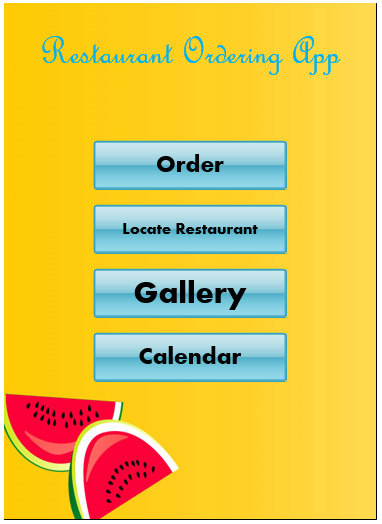 Restaurant Ordering App
Order
Locate Restaurant
Gallery
Calendar